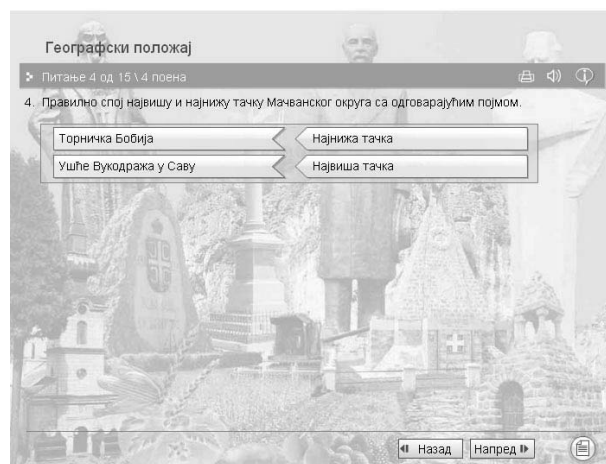 Географски положај
Питање 4 од 15 \ 4 поена
4. Правилно спој највишу и најнижу тачку Мачванског округа са одговарајућим појмом.
Торничка Бобија Најнижа тачка
Ушће Вукодража у Саву Највиша тачка
Назад Напред